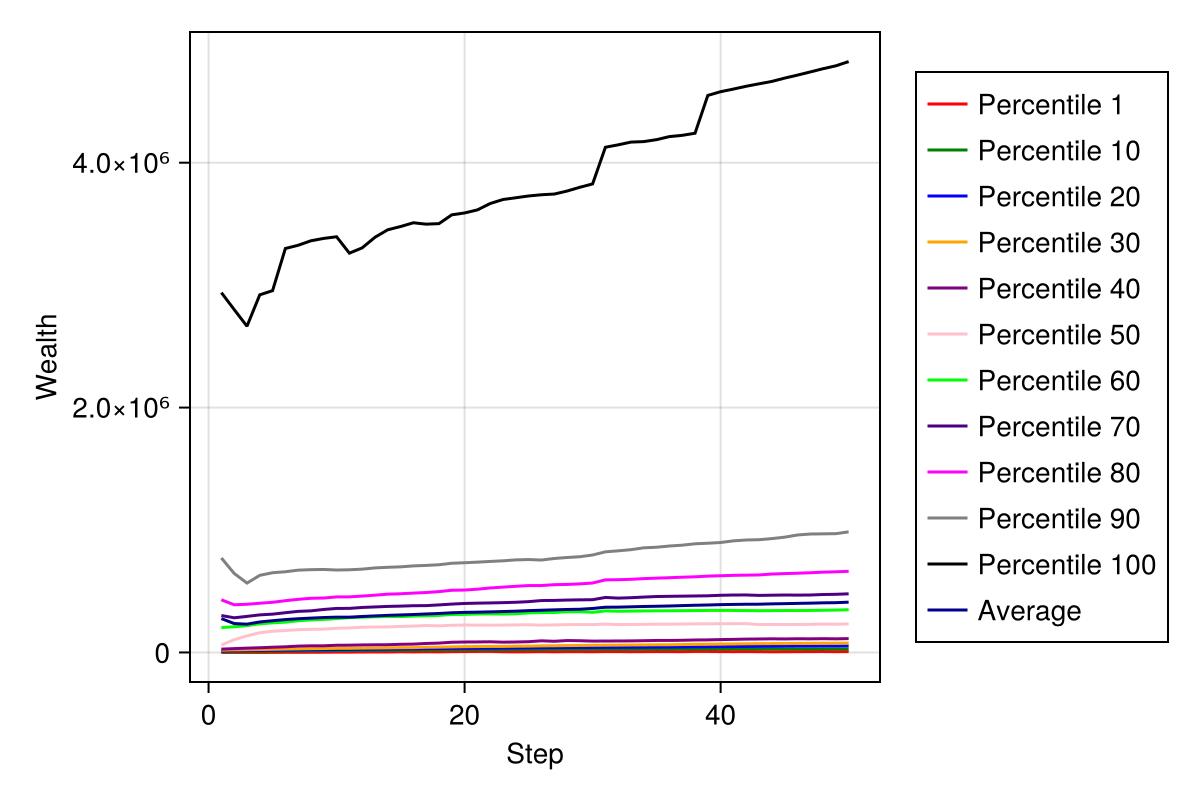 Wealth
4.0×10⁶
2.0×10⁶
0
0
20
40
Step
Percentile 1
Percentile 10
Percentile 20
Percentile 30
Percentile 40
Percentile 50
Percentile 60
Percentile 70
Percentile 80
Percentile 90
Percentile 100
Average